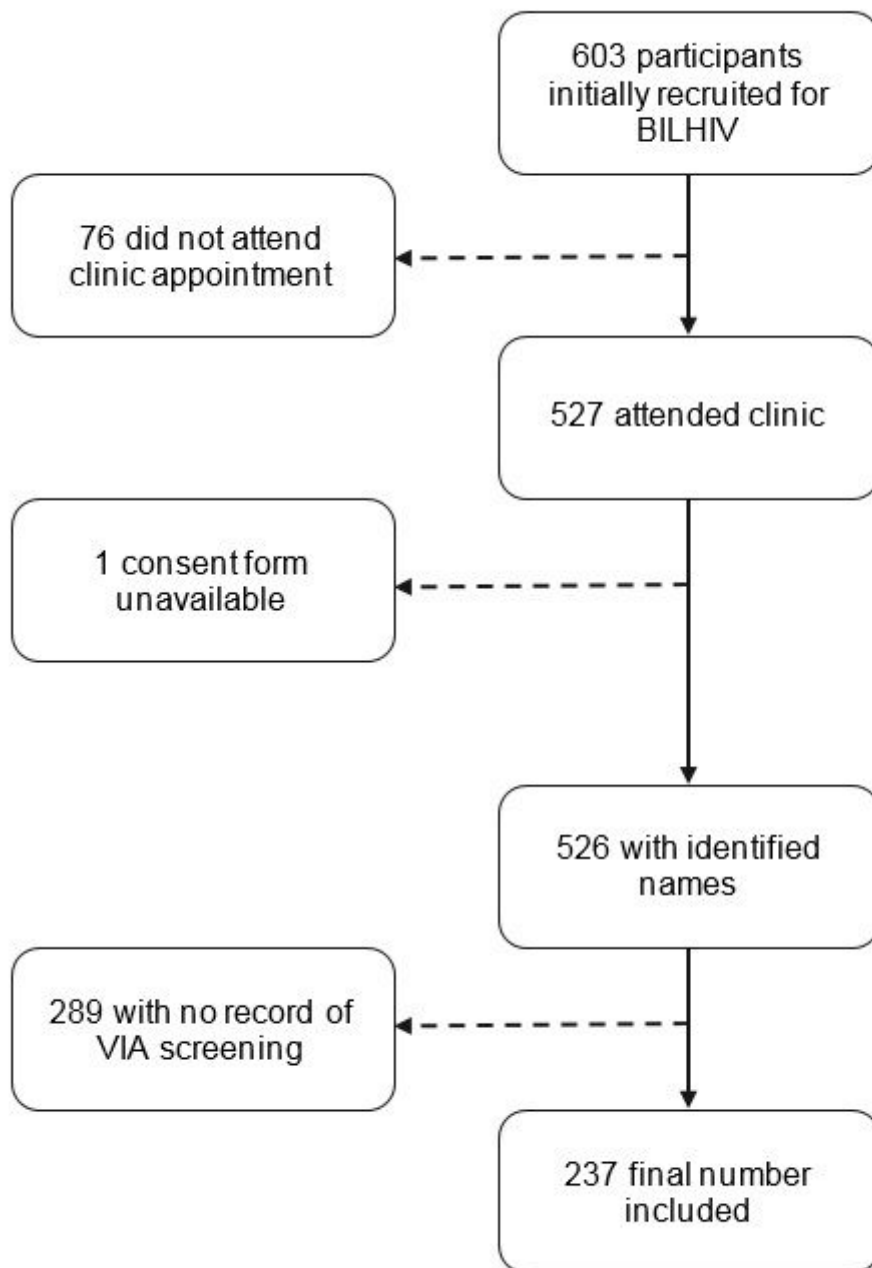 603 participants
initially recruited for
BILHIV
76 did not attend
clinic appointment
527 attended clinic
1 consent form
unavailable
526 with identified
names
289 with no record of
VIA screening
237 final number
included